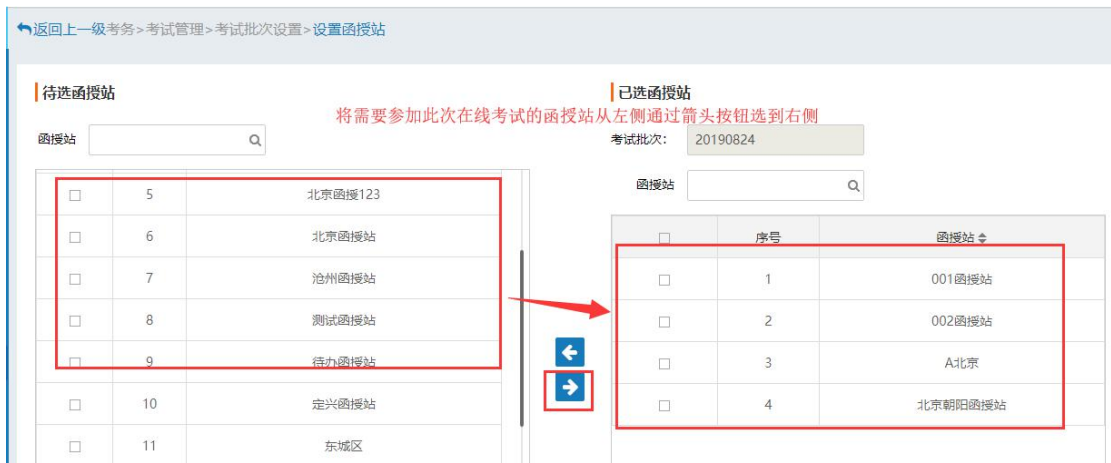 返回上一级考务>考试管理>考试批次设置>设置函授站
待选函授站
已选函授站
将需要参加此次在线考试的函授站从左侧通过箭头按钮选到右侧
函授站
考试批次： 20190824
函授站
5 北京函授123
6 北京函授站
7 沧州函授站
8 测试函授站
9 待办函授站
10 定兴函授站
11 东城区
序号 函授站
1 001函授站
2 002函授站
3 A北京
4 北京朝阳函授站